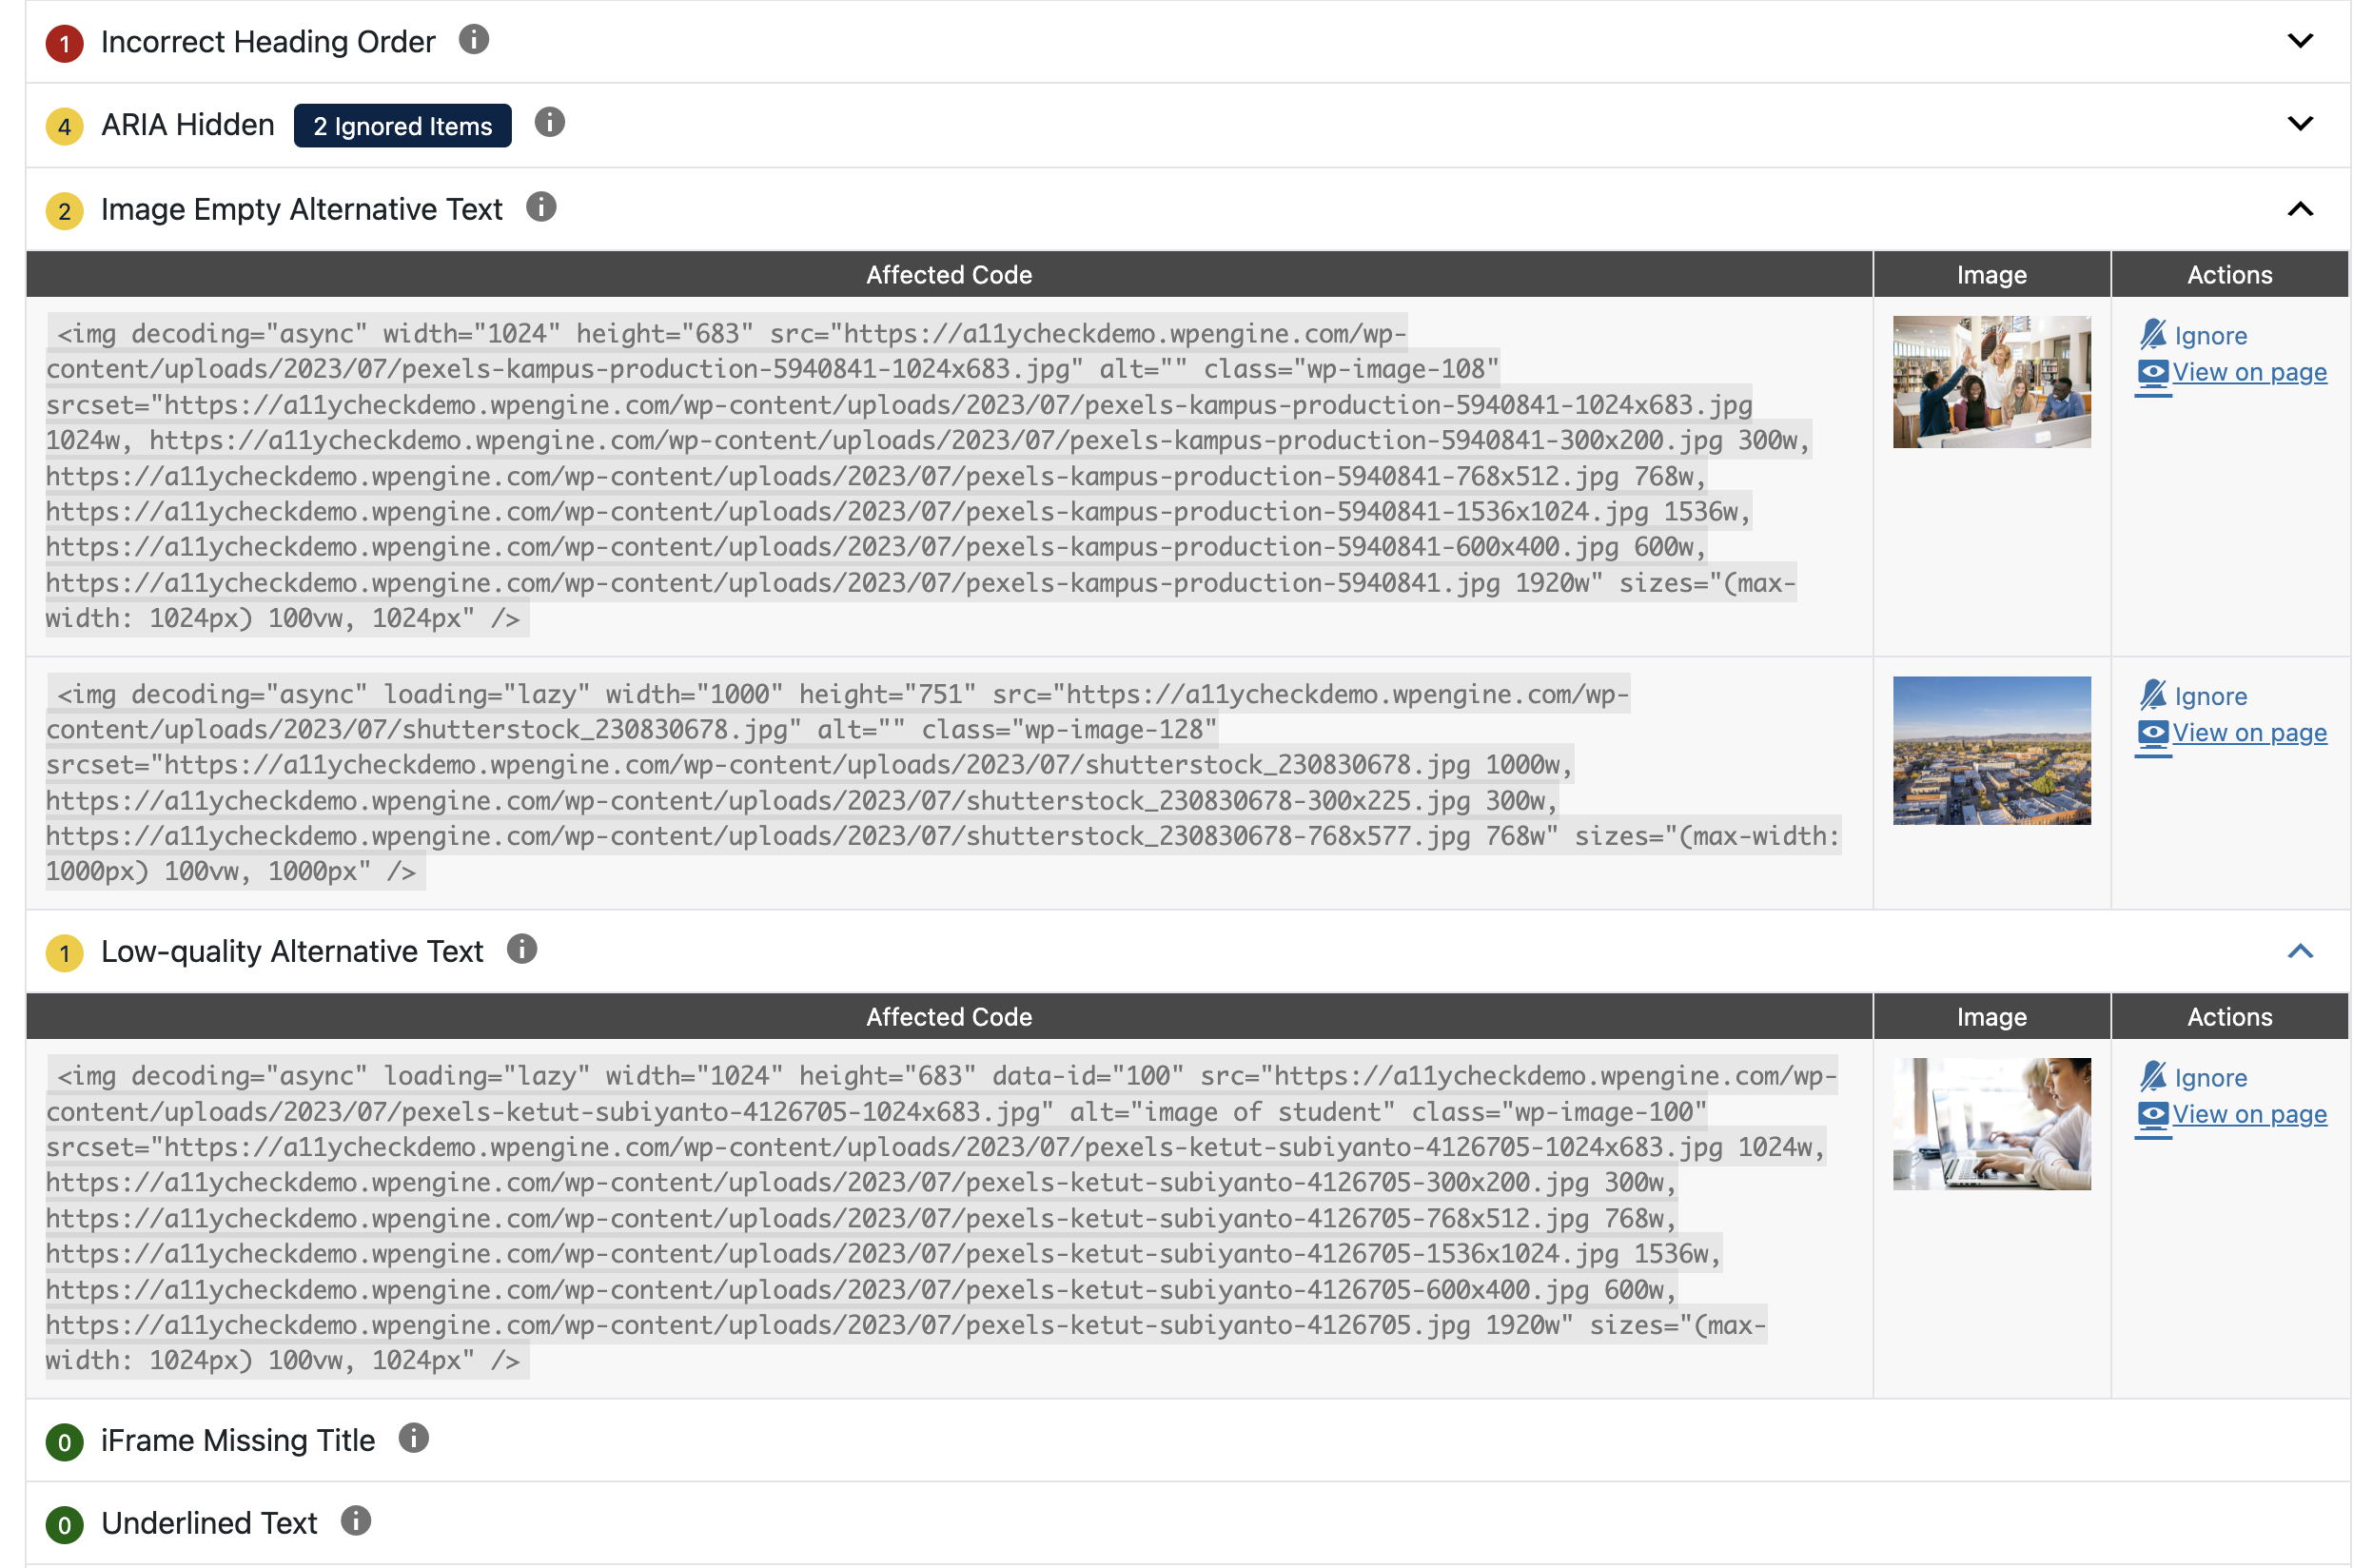 1 Incorrect Heading Order i
4 ARIA Hidden 2 Ignored Items i
2 Image Empty Alternative Text i
Affected Code Image Actions
<img decoding="async" width="1024" height="683" src="https://a11ycheckdemo.wpengine.com/wp-
content/uploads/2023/07/pexels-kampus-production-5940841-1024x683.jpg" alt="" class="wp-image-108"
srcset="https://a11ycheckdemo.wpengine.com/wp-content/uploads/2023/07/pexels-kampus-production-5940841-1024x683.jpg
1024w, https://a11ycheckdemo.wpengine.com/wp-content/uploads/2023/07/pexels-kampus-production-5940841-300x200.jpg 300w,
https://a11ycheckdemo.wpengine.com/wp-content/uploads/2023/07/pexels-kampus-production-5940841-768x512.jpg 768w,
https://a11ycheckdemo.wpengine.com/wp-content/uploads/2023/07/pexels-kampus-production-5940841-1536x1024.jpg 1536w,
https://a11ycheckdemo.wpengine.com/wp-content/uploads/2023/07/pexels-kampus-production-5940841-600x400.jpg 600w,
https://a11ycheckdemo.wpengine.com/wp-content/uploads/2023/07/pexels-kampus-production-5940841.jpg 1920w" sizes="(max-
width: 1024px) 100vw, 1024px" />
Ignore
View on page
<img decoding="async" loading="lazy" width="1000" height="751" src="https://a11ycheckdemo.wpengine.com/wp-
content/uploads/2023/07/shutterstock_230830678.jpg" alt="" class="wp-image-128"
srcset="https://a11ycheckdemo.wpengine.com/wp-content/uploads/2023/07/shutterstock_230830678.jpg 1000w,
https://a11ycheckdemo.wpengine.com/wp-content/uploads/2023/07/shutterstock_230830678-300x225.jpg 300w,
https://a11ycheckdemo.wpengine.com/wp-content/uploads/2023/07/shutterstock_230830678-768x577.jpg 768w" sizes="(max-width:
1000px) 100vw, 1000px" />
Ignore
View on page
1 Low-quality Alternative Text i
Affected Code Image Actions
<img decoding="async" loading="lazy" width="1024" height="683" data-id="100" src="https://a11ycheckdemo.wpengine.com/wp-
content/uploads/2023/07/pexels-ketut-subiyanto-4126705-1024x683.jpg" alt="image of student" class="wp-image-100"
srcset="https://a11ycheckdemo.wpengine.com/wp-content/uploads/2023/07/pexels-ketut-subiyanto-4126705-1024x683.jpg 1024w,
https://a11ycheckdemo.wpengine.com/wp-content/uploads/2023/07/pexels-ketut-subiyanto-4126705-300x200.jpg 300w,
https://a11ycheckdemo.wpengine.com/wp-content/uploads/2023/07/pexels-ketut-subiyanto-4126705-768x512.jpg 768w,
https://a11ycheckdemo.wpengine.com/wp-content/uploads/2023/07/pexels-ketut-subiyanto-4126705-1536x1024.jpg 1536w,
https://a11ycheckdemo.wpengine.com/wp-content/uploads/2023/07/pexels-ketut-subiyanto-4126705-600x400.jpg 600w,
https://a11ycheckdemo.wpengine.com/wp-content/uploads/2023/07/pexels-ketut-subiyanto-4126705.jpg 1920w" sizes="(max-
width: 1024px) 100vw, 1024px" />
Ignore
View on page
0 iFrame Missing Title i
0 Underlined Text i